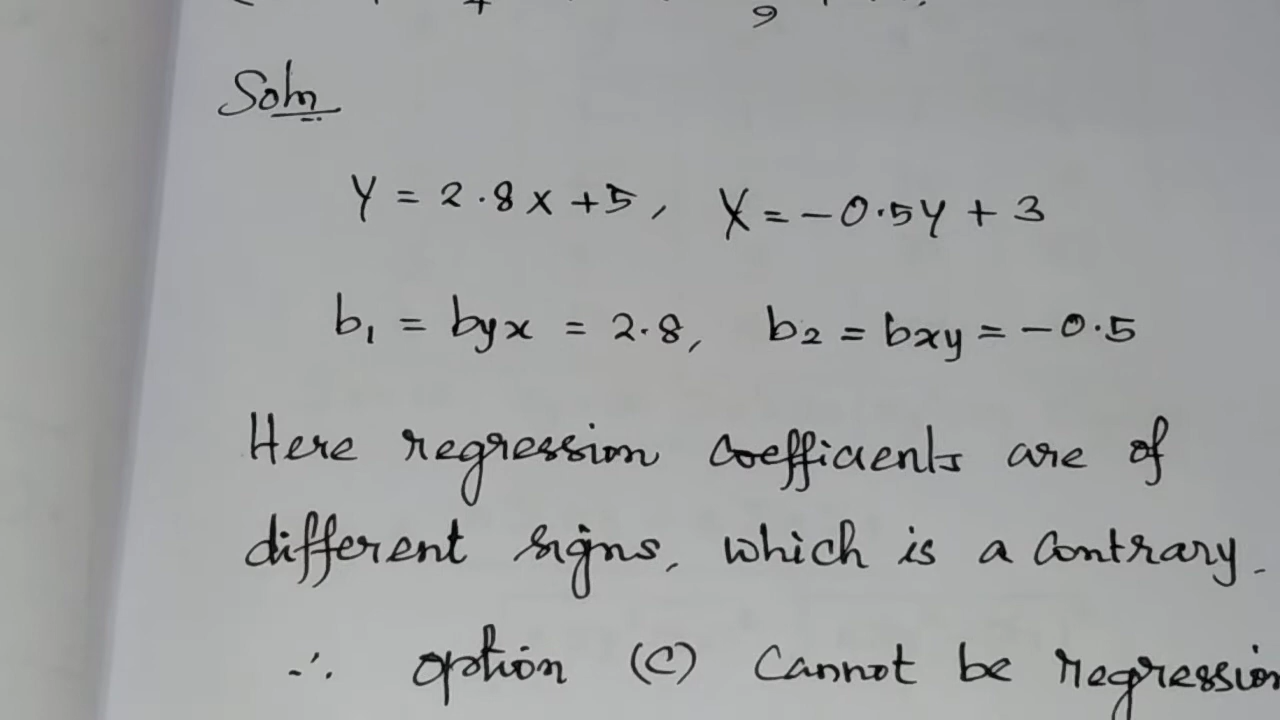 Soln
Y = 2.8x + 5, X = -0.5Y + 3
b₁ = byx = 2.8, b₂ = bxy = -0.5
Here regression coefficients are of
different signs, which is a contrary.
∴ option (C) Cannot be regression